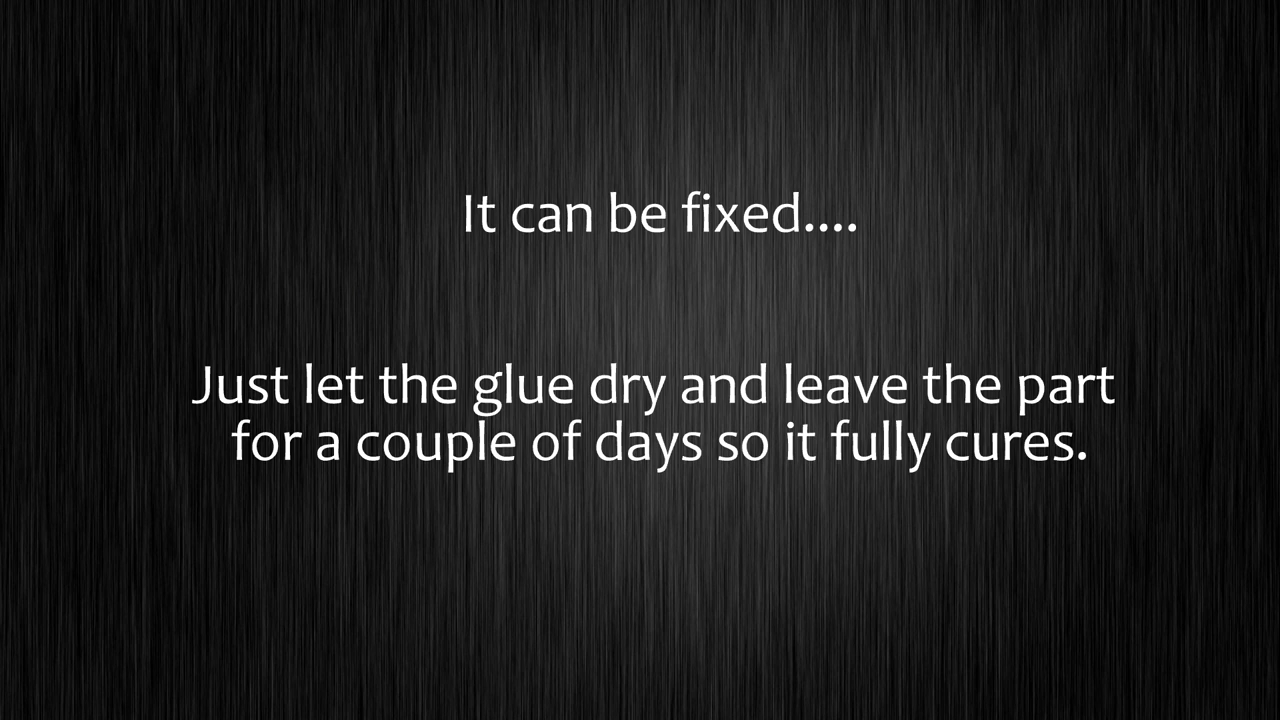 It can be fixed....
Just let the glue dry and leave the part
for a couple of days so it fully cures.